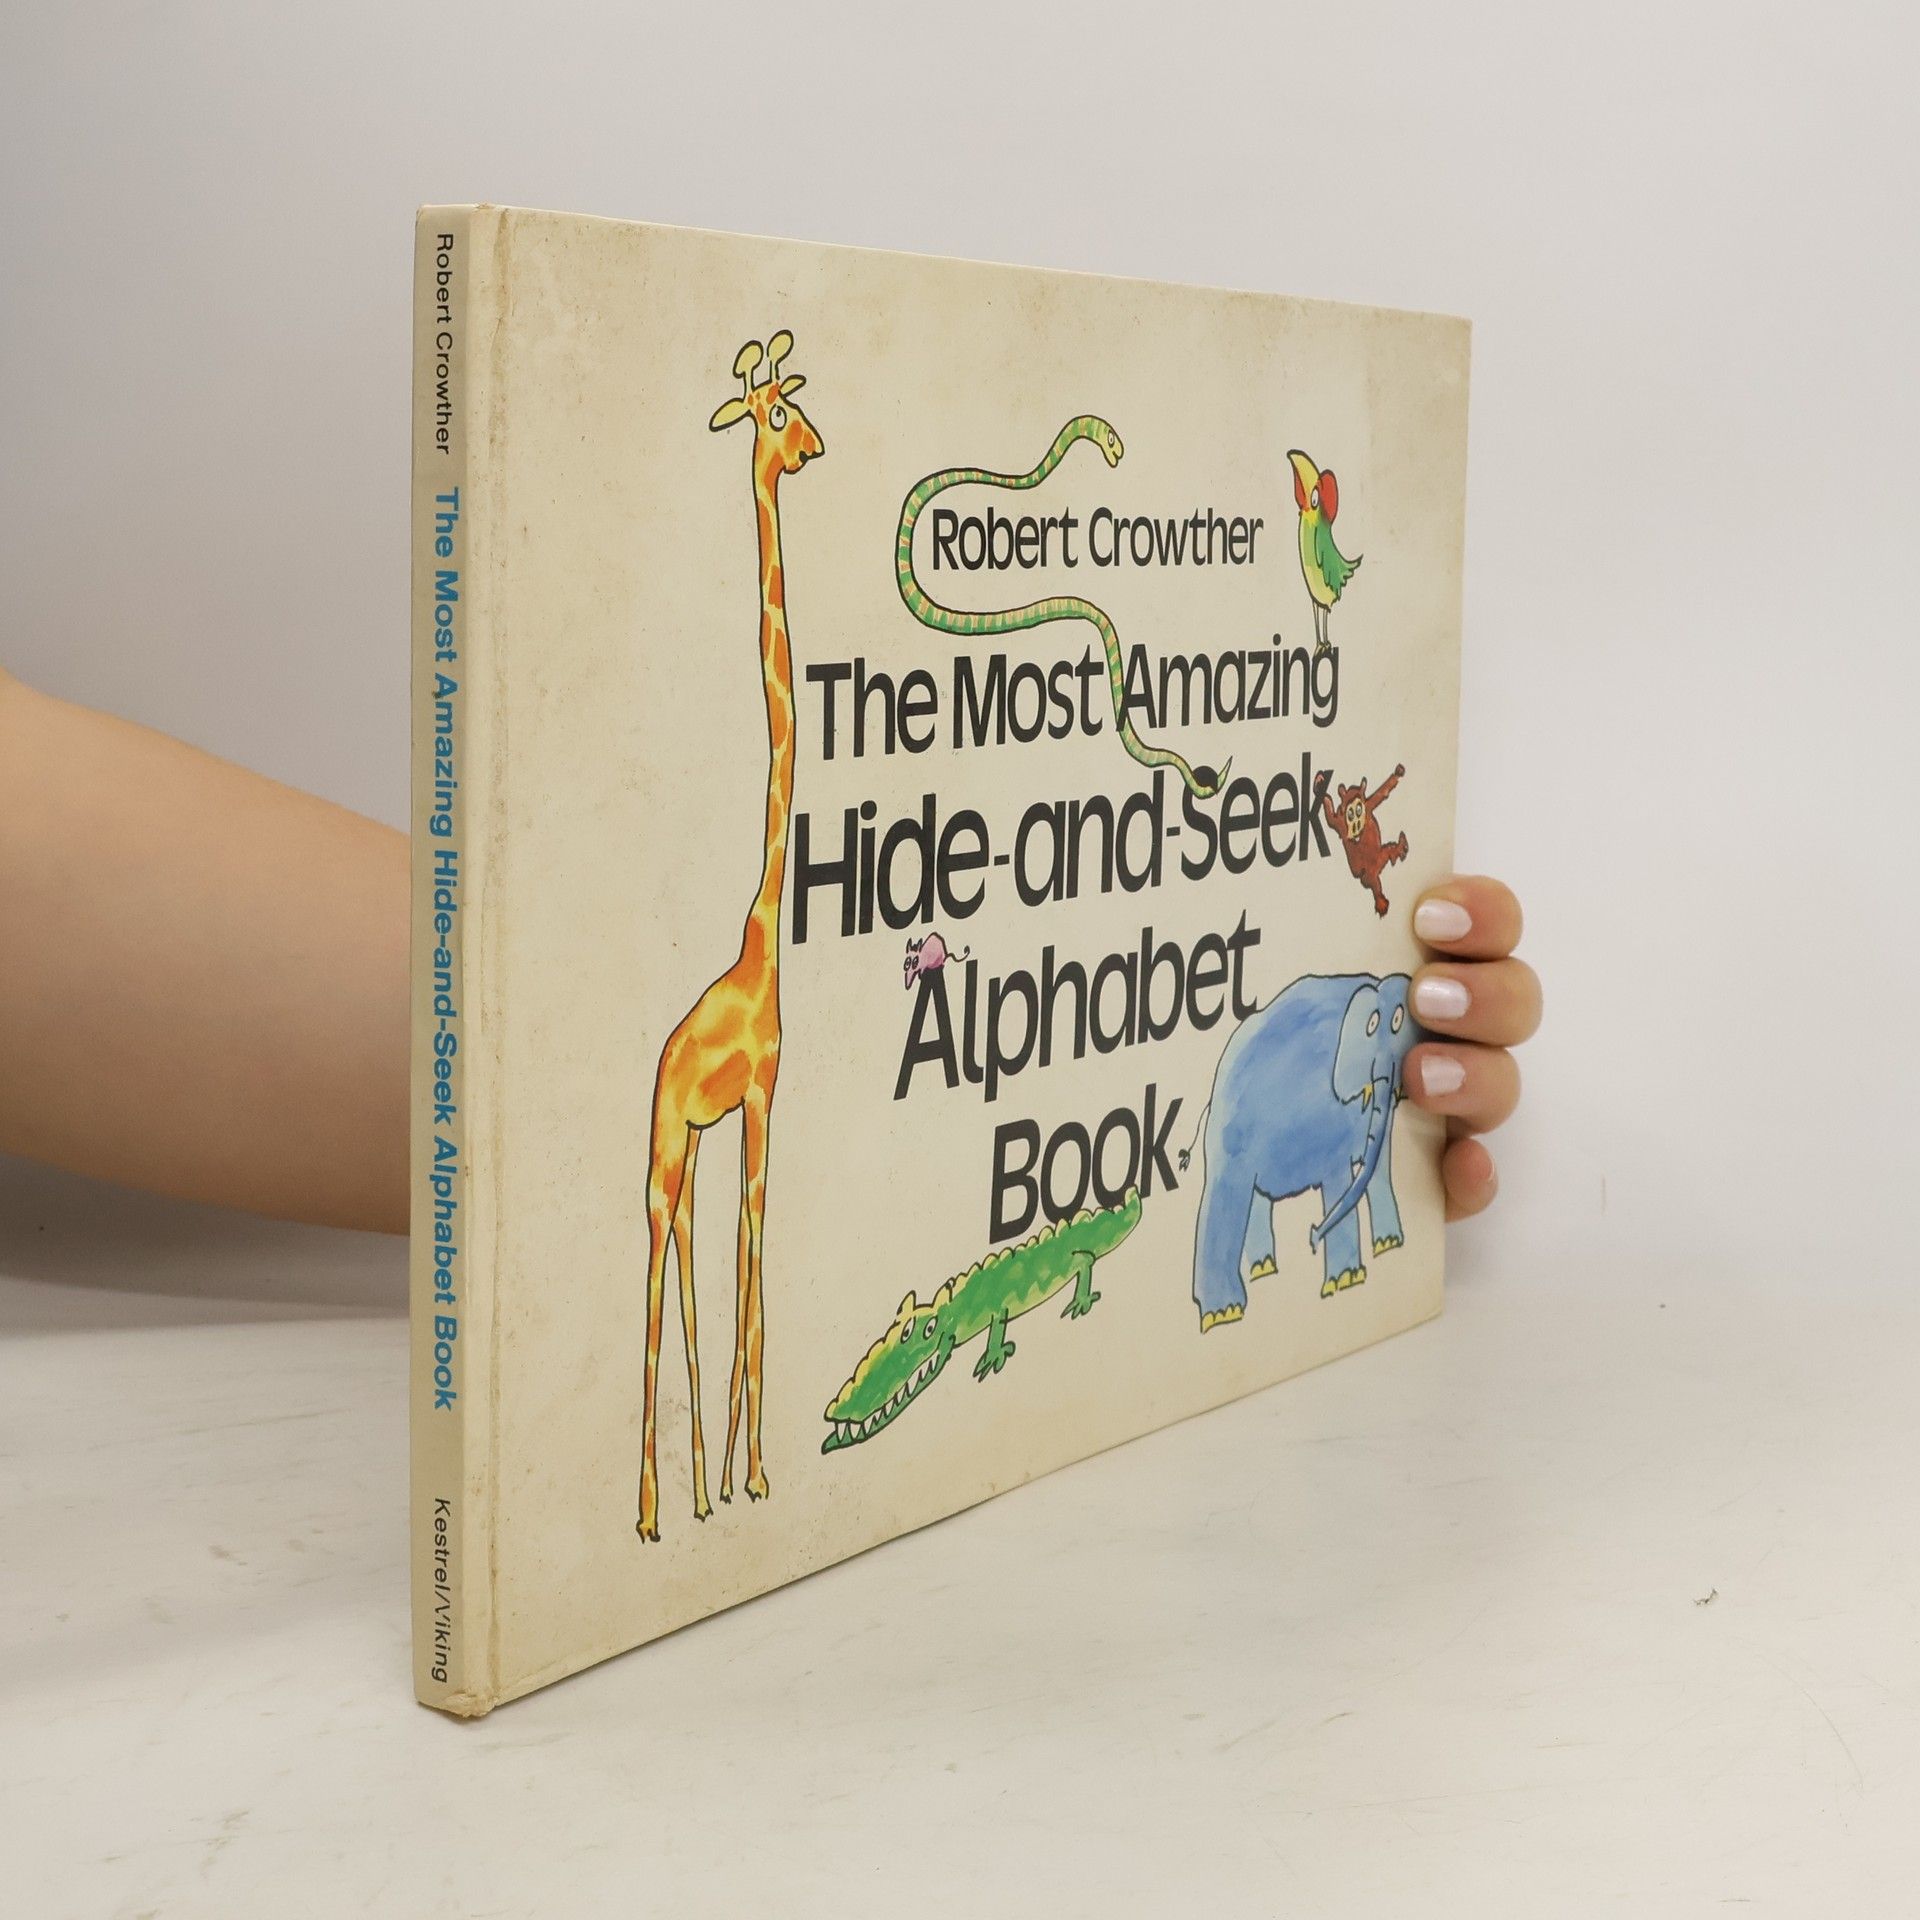 Robert Crowther The Most Amazing Hide-and-Seek Alphabet Book Kestrel/Viking
Robert Crowther
The Most Amazing
Hide-and-Seek
Alphabet
Book